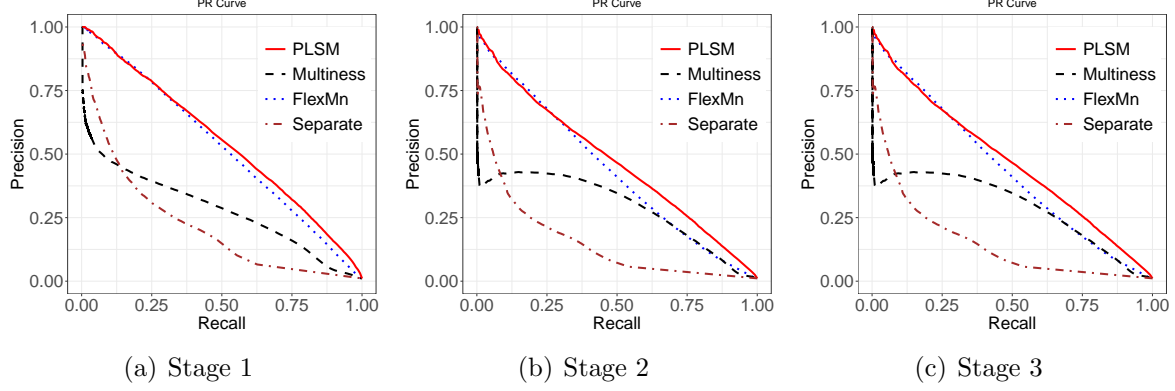 PR Curve
1.00
0.75
0.50
0.25
0.00
Precision
PLSM
Multiness
FlexMn
Separate
0.00 0.25 0.50 0.75 1.00
Recall
(a) Stage 1
PR Curve
1.00
0.75
0.50
0.25
0.00
Precision
PLSM
Multiness
FlexMn
Separate
0.00 0.25 0.50 0.75 1.00
Recall
(b) Stage 2
PR Curve
1.00
0.75
0.50
0.25
0.00
Precision
PLSM
Multiness
FlexMn
Separate
0.00 0.25 0.50 0.75 1.00
Recall
(c) Stage 3